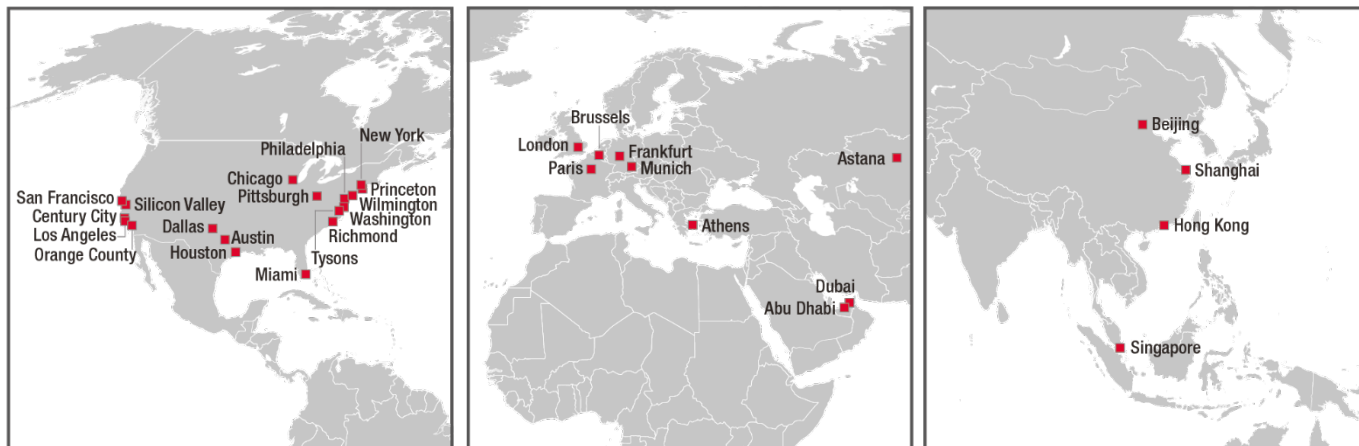 New York
Philadelphia
Chicago
Pittsburgh
Princeton
Wilmington
Washington
Richmond
Tysons
San Francisco
Silicon Valley
Century City
Los Angeles
Orange County
Dallas
Austin
Houston
Miami
Brussels
London
Frankfurt
Paris
Munich
Astana
Athens
Dubai
Abu Dhabi
Beijing
Shanghai
Hong Kong
Singapore